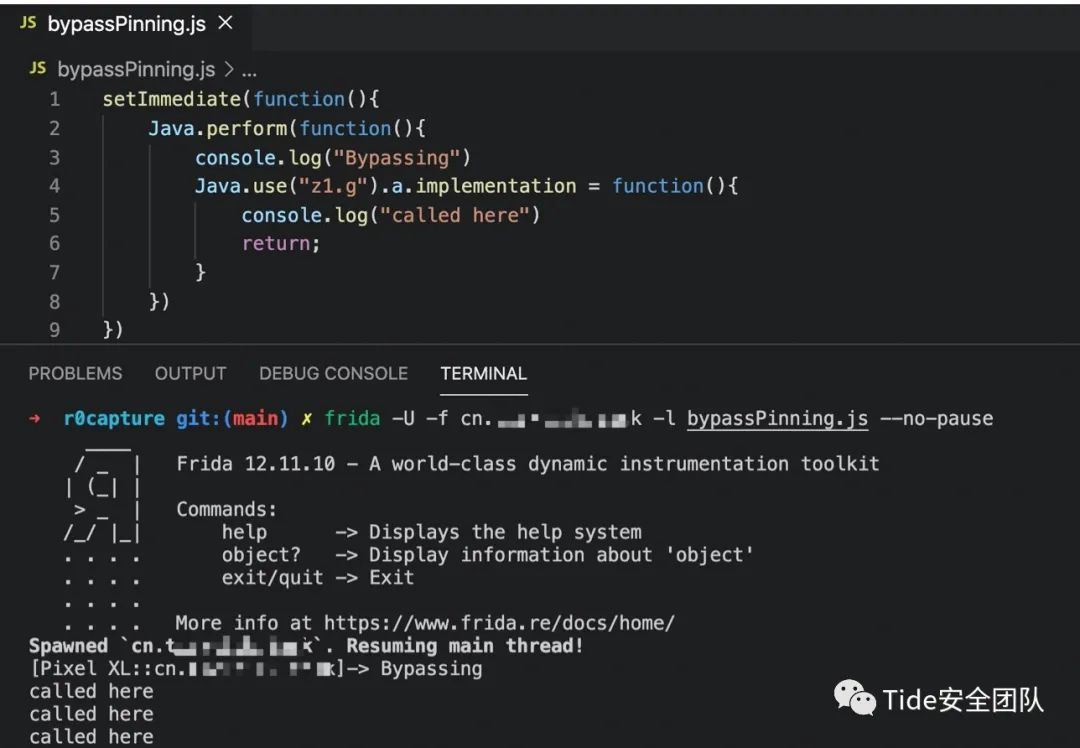 JS bypassPinning.js ×
JS bypassPinning.js > ...
1 setImmediate(function(){
2 Java.perform(function(){
3 console.log("Bypassing")
4 Java.use("z1.g").a.implementation = function(){
5 console.log("called here")
6 return;
7 }
8 })
9 })
PROBLEMS OUTPUT DEBUG CONSOLE TERMINAL
→ r0capture git:(main) ✗ frida -U -f cn. k -l bypassPinning.js --no-pause
____
/ _ | Frida 12.11.10 - A world-class dynamic instrumentation toolkit
| (_| |
> _ | Commands:
/_/ |_| help -> Displays the help system
. . . . object? -> Display information about 'object'
. . . . exit/quit -> Exit
. . . .
. . . . More info at https://www.frida.re/docs/home/
Spawned `cn.t k`. Resuming main thread!
[Pixel XL::cn. k]-> Bypassing
called here
called here
called here
Tide安全团队